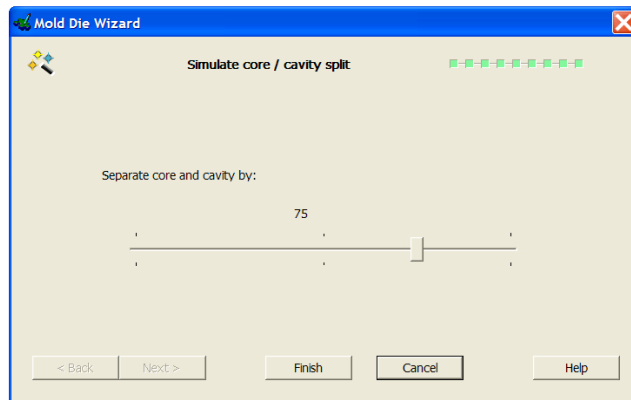 Mold Die Wizard
Simulate core / cavity split
Separate core and cavity by:
75
< Back
Next >
Finish
Cancel
Help